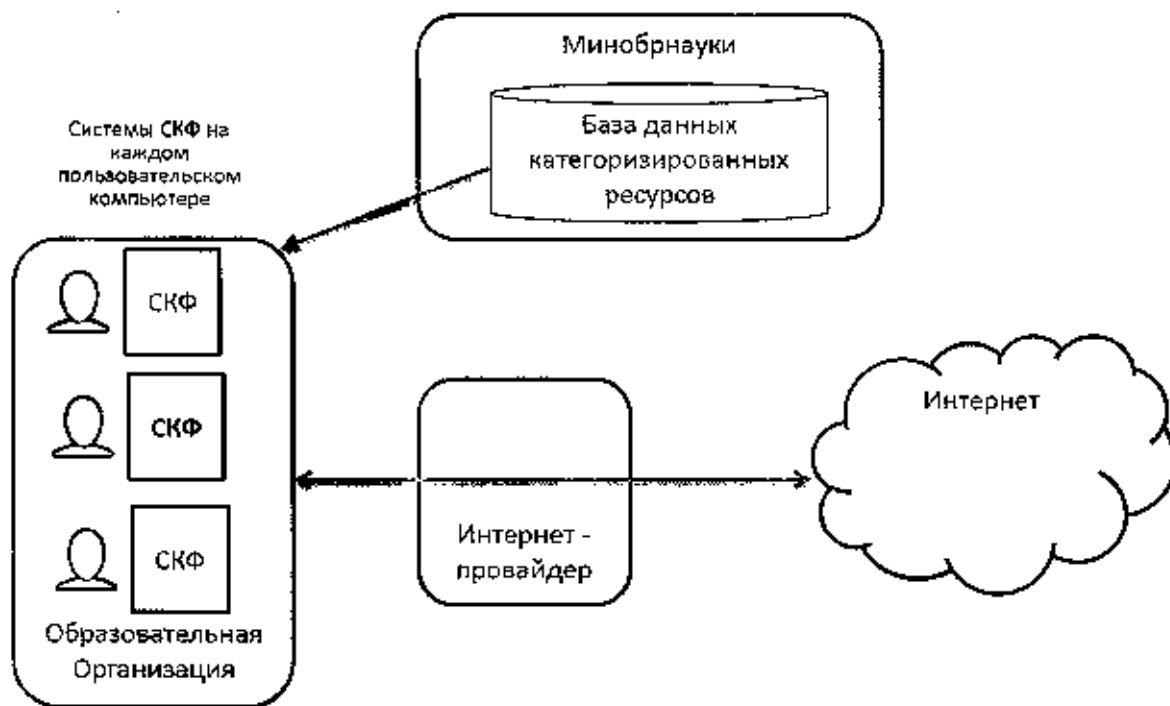 Минобрнауки
База данных
категоризированных
ресурсов
Системы СКФ на
каждом
пользовательском
компьютере
СКФ
СКФ
СКФ
Образовательная
Организация
Интернет -
провайдер
Интернет